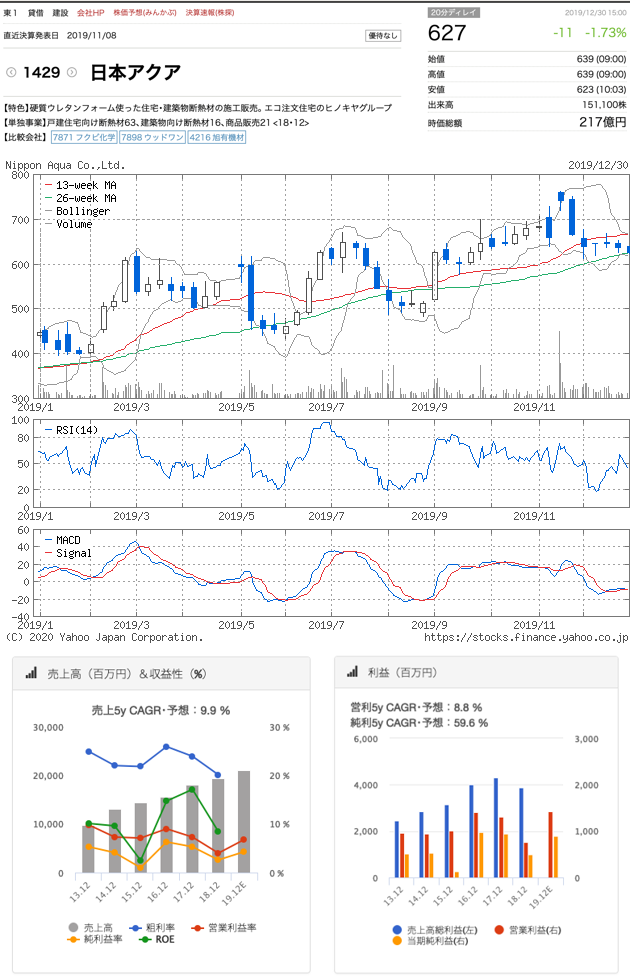 東１ 貸借 建設 会社HP 株価予想(みんかぶ) 決算速報(株探)
直近決算発表日 2019/11/08
優待なし
1429 日本アクア
【特色】硬質ウレタンフォーム使った住宅・建築物断熱材の施工販売。エコ注文住宅のヒノキヤグループ
【単独事業】戸建住宅向け断熱材63、建築物向け断熱材16、商品販売21 <18・12>
【比較会社】 7871 フクビ化学 7898 ウッドワン 4216 旭有機材
20分ディレイ
2019/12/30 15:00
627
-11 -1.73%
始値 639 (09:00)
高値 639 (09:00)
安値 623 (10:03)
出来高 151,100株
時価総額 217億円
Nippon Aqua Co.,Ltd.
2019/12/30
800
700
600
500
400
300
13-week MA
26-week MA
Bollinger
Volume
2019/1 2019/3 2019/5 2019/7 2019/9 2019/11
100
80
50
20
0
RSI(14)
2019/1 2019/3 2019/5 2019/7 2019/9 2019/11
60
40
20
0
-20
-40
MACD
Signal
2019/1 2019/3 2019/5 2019/7 2019/9 2019/11
(C) 2020 Yahoo Japan Corporation.
https://stocks.finance.yahoo.co.jp
売上高（百万円）＆収益性（%）
売上5y CAGR・予想：9.9 %
30,000
20,000
10,000
0
30 %
20 %
10 %
0 %
13.12 14.12 15.12 16.12 17.12 18.12 19.12E
売上高 粗利率 営業利益率
純利益率 ROE
利益（百万円）
営利5y CAGR・予想：8.8 %
純利5y CAGR・予想：59.6 %
6,000
4,000
2,000
0
3,000
2,000
1,000
0
13.12 14.12 15.12 16.12 17.12 18.12 19.12E
売上高総利益(左) 営業利益(右)
当期純利益(右)